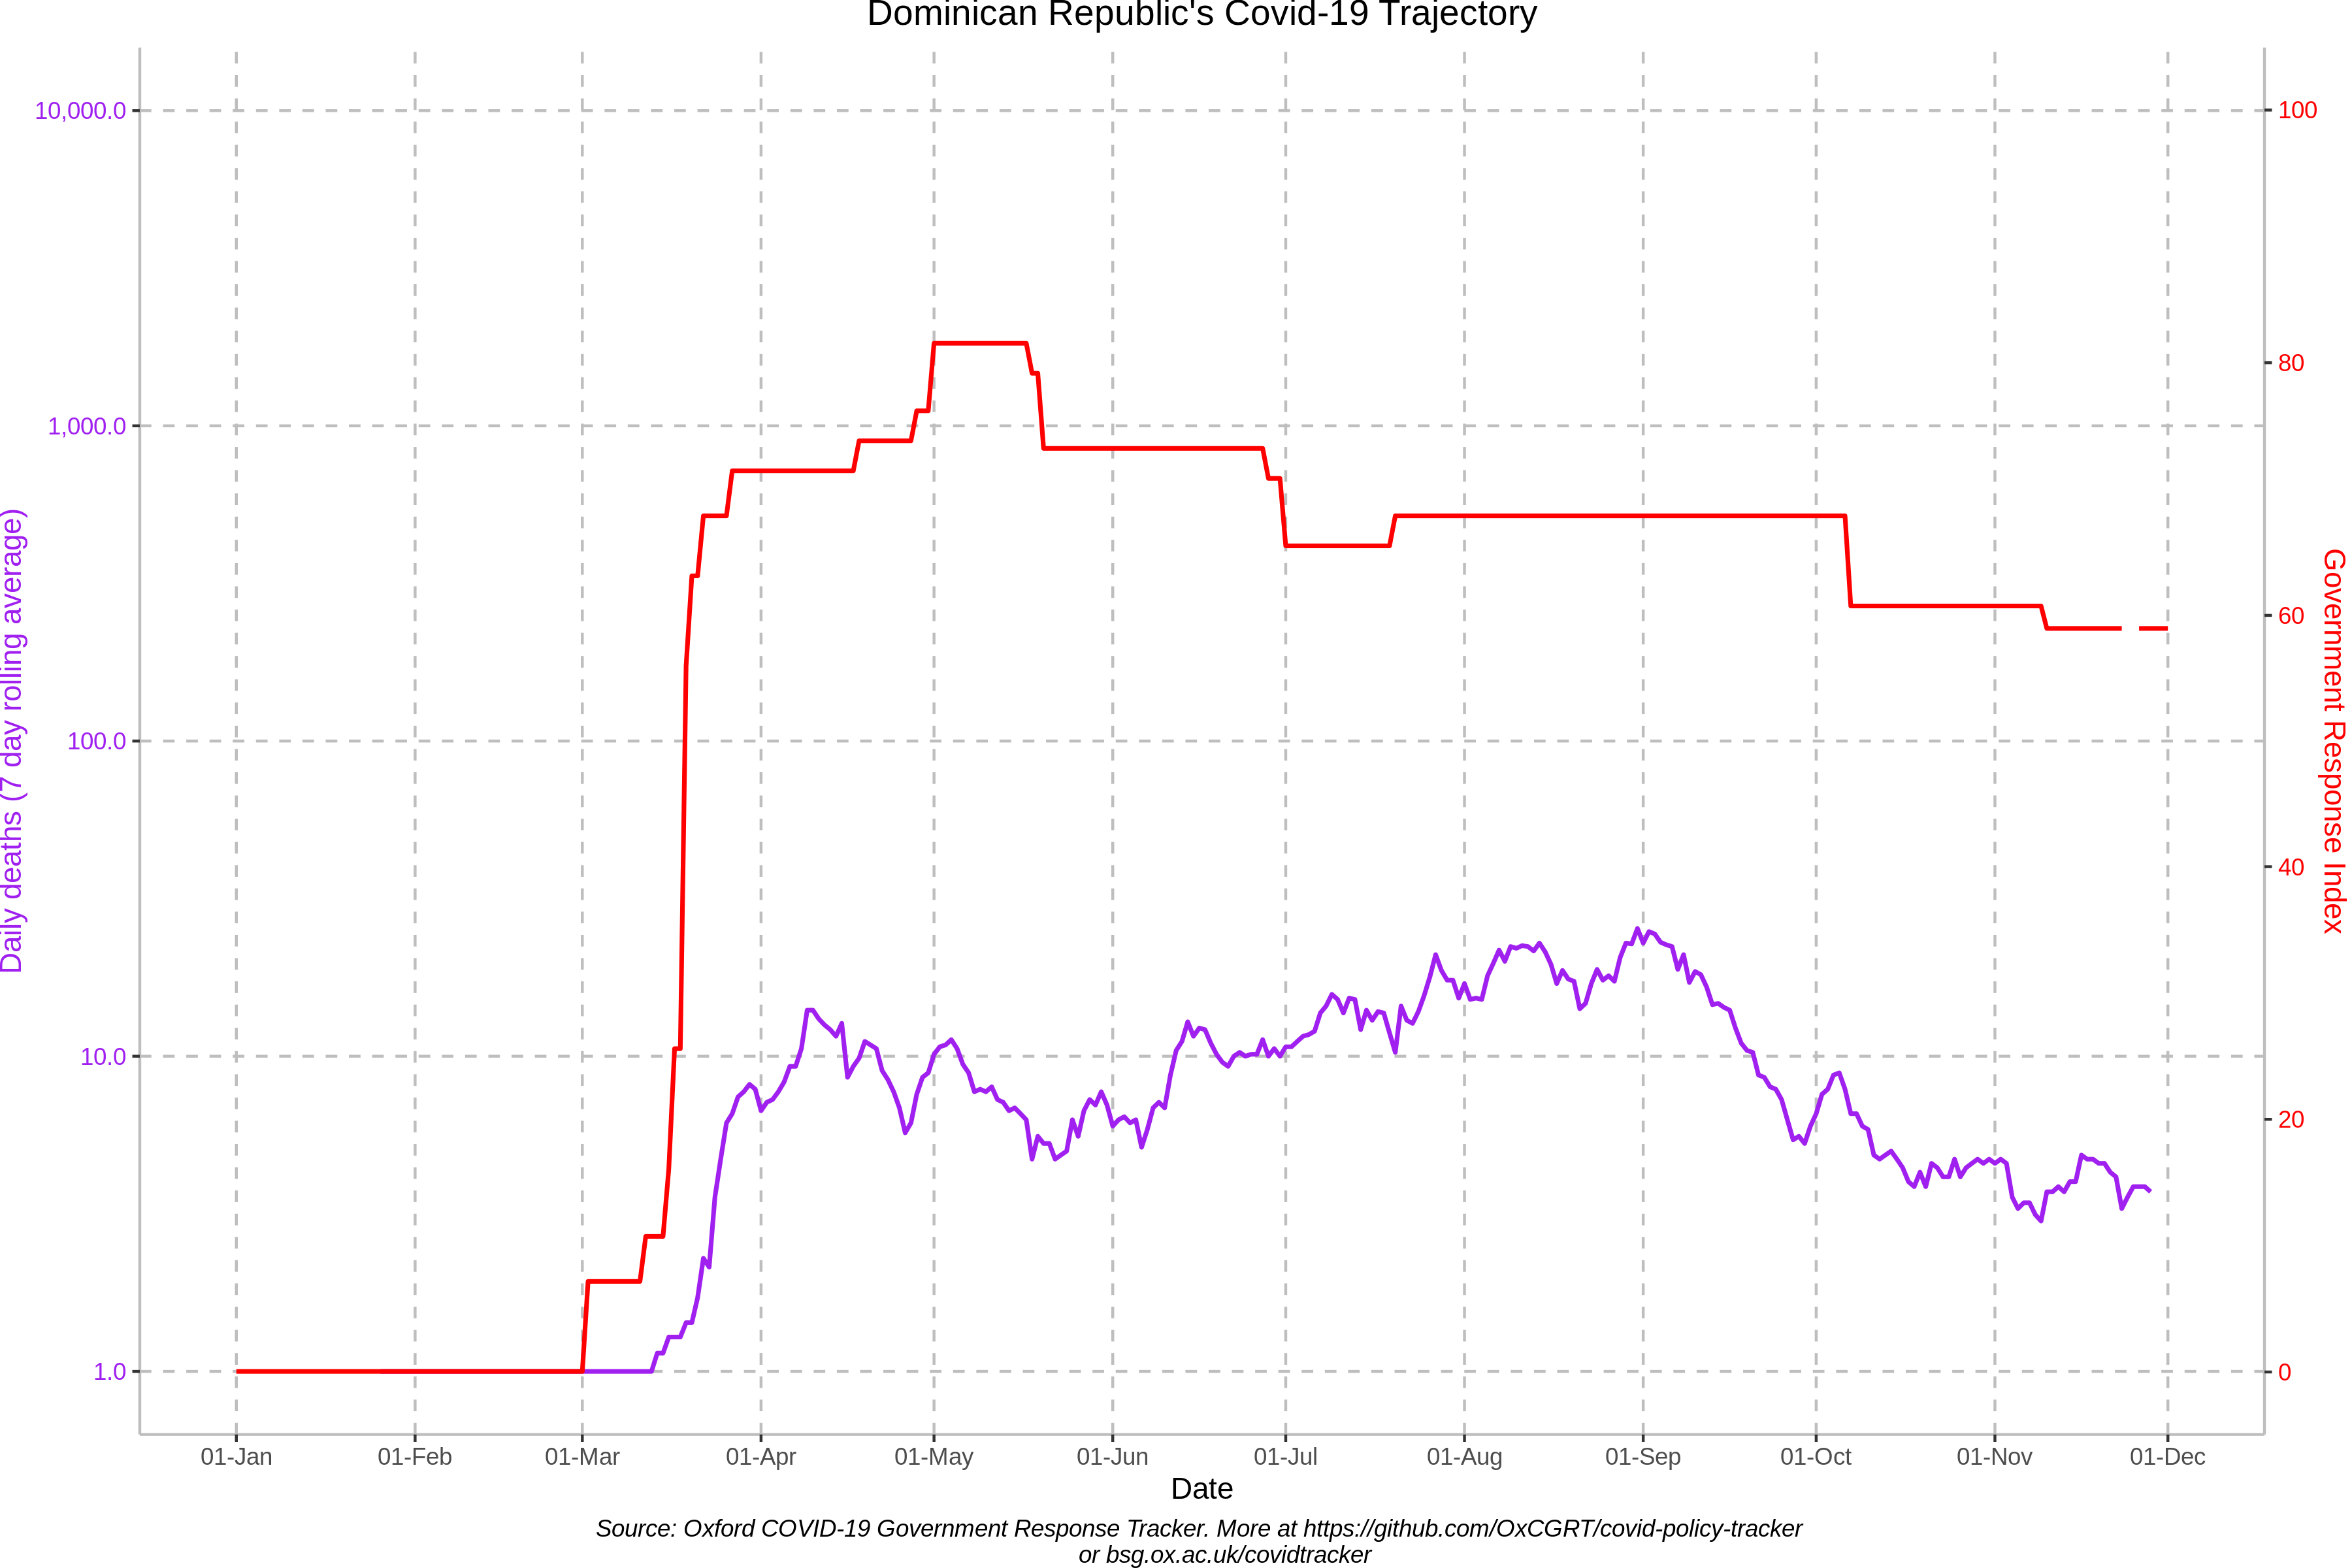 Dominican Republic's Covid-19 Trajectory
10,000.0
1,000.0
100.0
10.0
1.0
Daily deaths (7 day rolling average)
100
80
60
40
20
0
Government Response Index
01-Jan 01-Feb 01-Mar 01-Apr 01-May 01-Jun 01-Jul 01-Aug 01-Sep 01-Oct 01-Nov 01-Dec
Date
Source: Oxford COVID-19 Government Response Tracker. More at https://github.com/OxCGRT/covid-policy-tracker
or bsg.ox.ac.uk/covidtracker